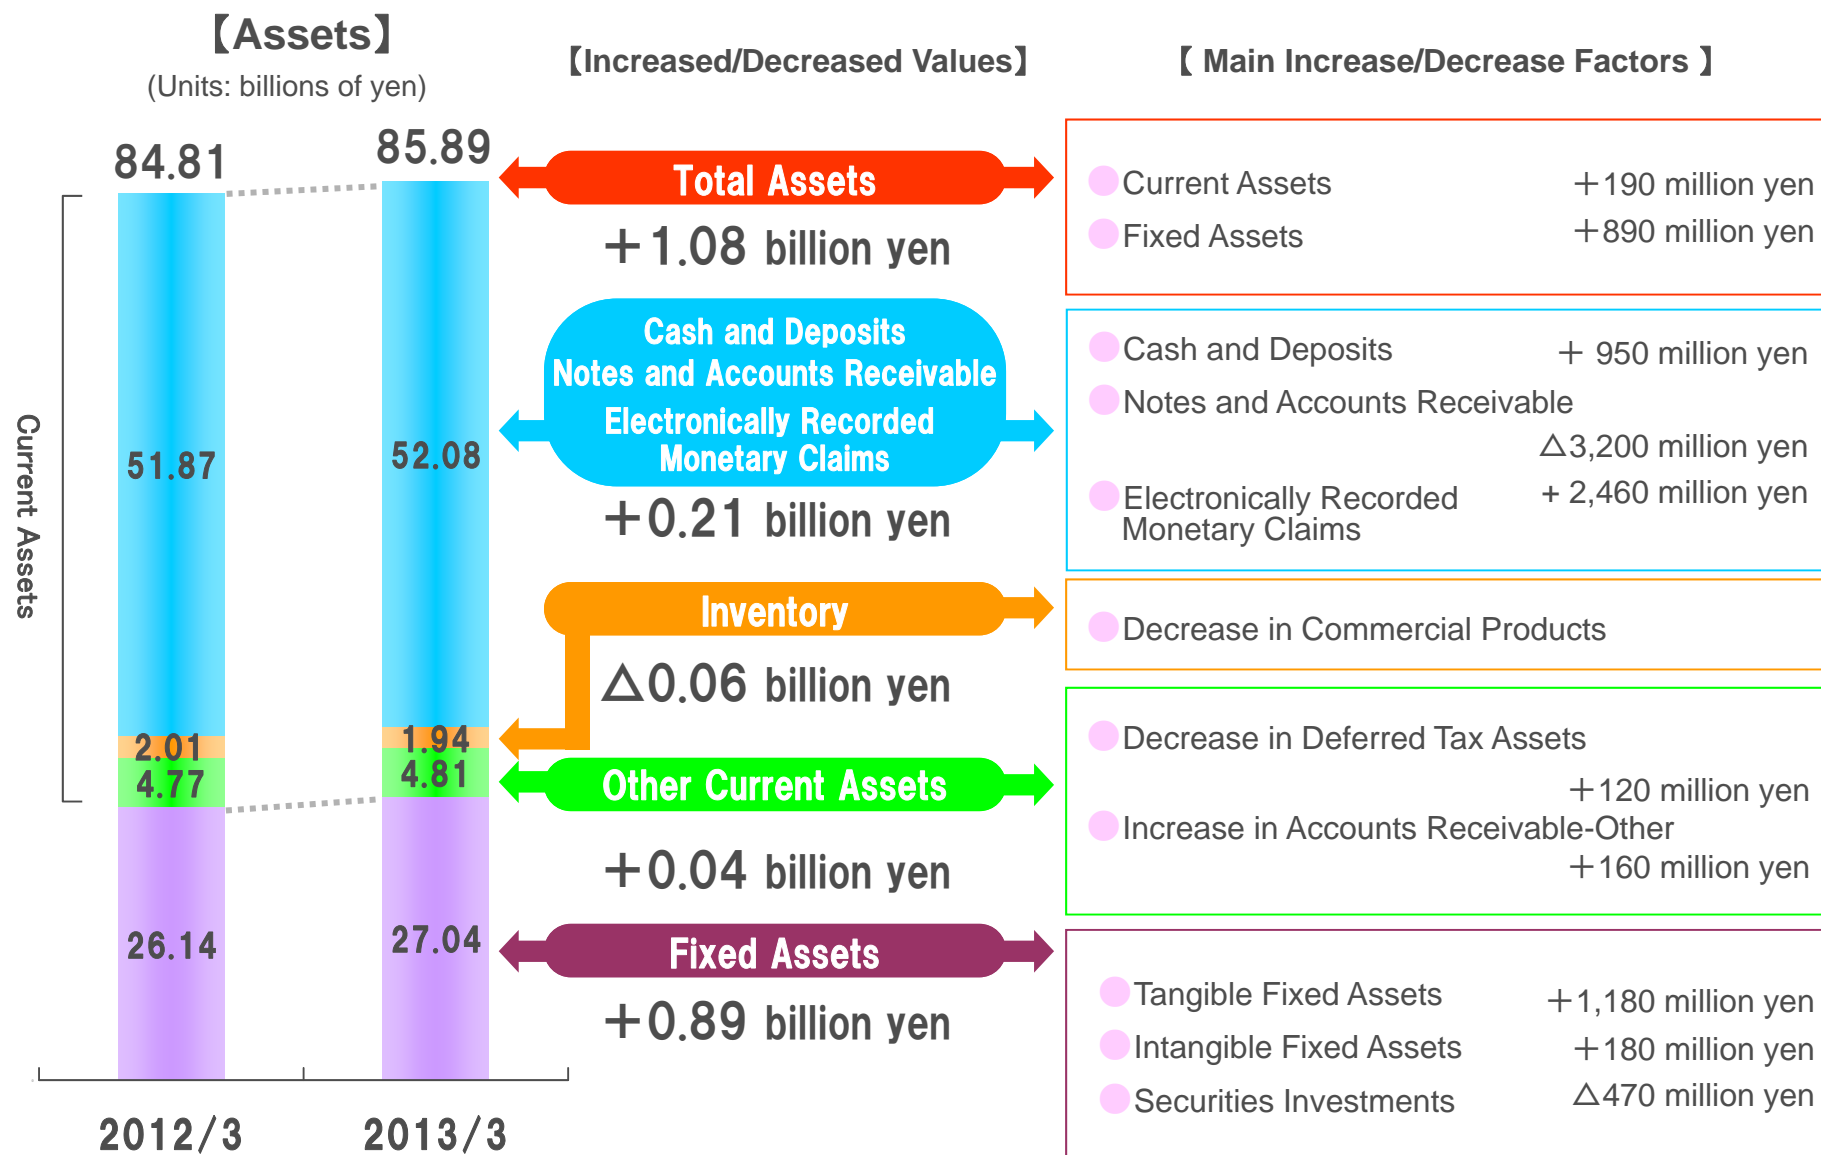 【Assets】
(Units: billions of yen)
84.81
85.89
Current Assets
51.87
52.08
2.01
1.94
4.77
4.81
26.14
27.04
2012/3
2013/3
【Increased/Decreased Values】
Total Assets
＋1.08 billion yen
Cash and Deposits
Notes and Accounts Receivable
Electronically Recorded
Monetary Claims
＋0.21 billion yen
Inventory
△0.06 billion yen
Other Current Assets
＋0.04 billion yen
Fixed Assets
＋0.89 billion yen
【 Main Increase/Decrease Factors 】
Current Assets ＋190 million yen
Fixed Assets ＋890 million yen
Cash and Deposits ＋ 950 million yen
Notes and Accounts Receivable
△3,200 million yen
Electronically Recorded + 2,460 million yen
Monetary Claims
Decrease in Commercial Products
Decrease in Deferred Tax Assets
＋120 million yen
Increase in Accounts Receivable-Other
＋160 million yen
Tangible Fixed Assets ＋1,180 million yen
Intangible Fixed Assets ＋180 million yen
Securities Investments △470 million yen